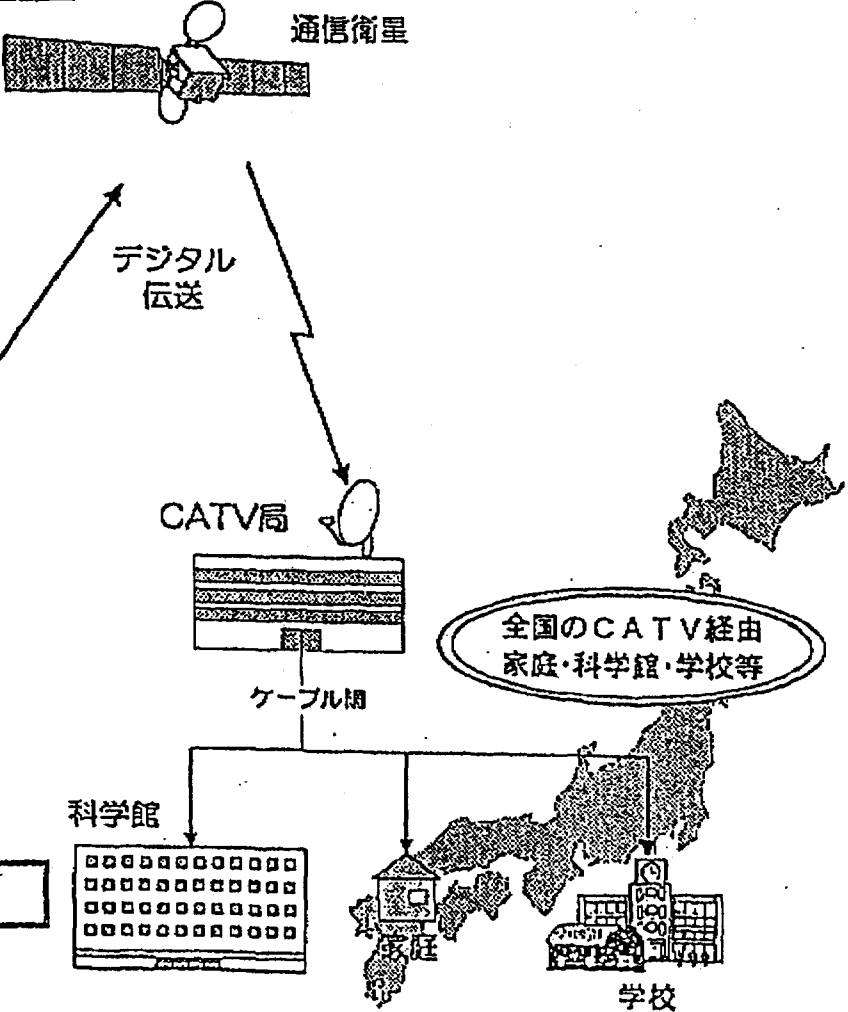 通信衛星
デジタル
伝送
CATV局
全国のCATV経由
家庭・科学館・学校等
ケーブル網
科学館
家庭
学校